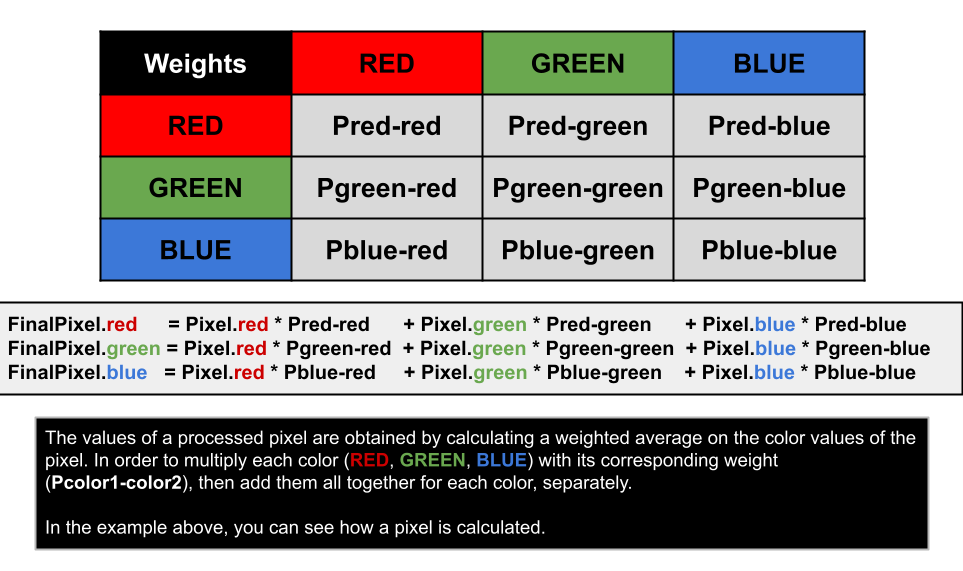 Weights RED GREEN BLUE
RED Pred-red Pred-green Pred-blue
GREEN Pgreen-red Pgreen-green Pgreen-blue
BLUE Pblue-red Pblue-green Pblue-blue
FinalPixel.red = Pixel.red * Pred-red + Pixel.green * Pred-green + Pixel.blue * Pred-blue
FinalPixel.green = Pixel.red * Pgreen-red + Pixel.green * Pgreen-green + Pixel.blue * Pgreen-blue
FinalPixel.blue = Pixel.red * Pblue-red + Pixel.green * Pblue-green + Pixel.blue * Pblue-blue
The values of a processed pixel are obtained by calculating a weighted average on the color values of the
pixel. In order to multiply each color (RED, GREEN, BLUE) with its corresponding weight
(Pcolor1-color2), then add them all together for each color, separately.
In the example above, you can see how a pixel is calculated.